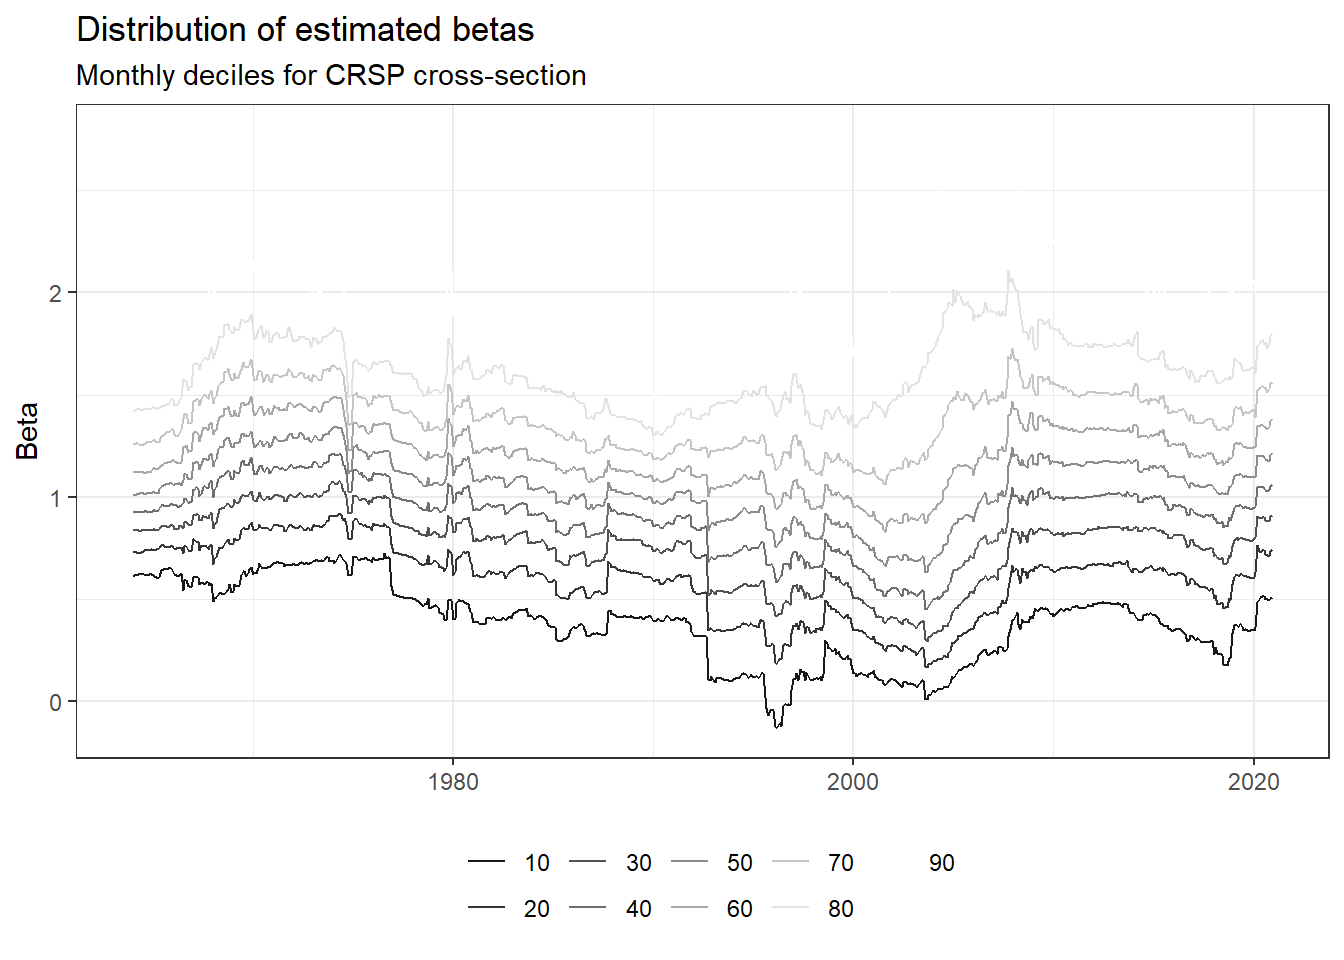 Distribution of estimated betas
Monthly deciles for CRSP cross-section
Beta
2
1
0
1980 2000 2020
10 30 50 70 90
20 40 60 80